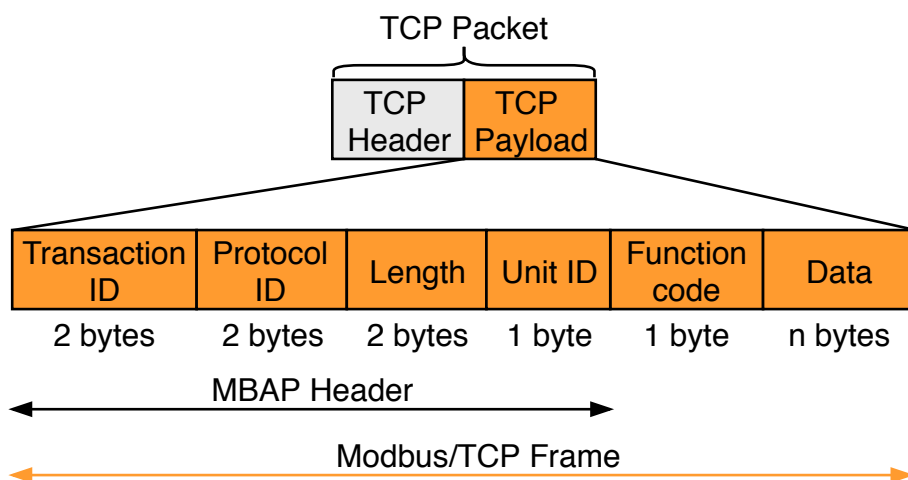 TCP Packet
TCP
Header
TCP
Payload
Transaction
ID
Protocol
ID
Length
Unit ID
Function
code
Data
2 bytes
2 bytes
2 bytes
1 byte
1 byte
n bytes
MBAP Header
Modbus/TCP Frame